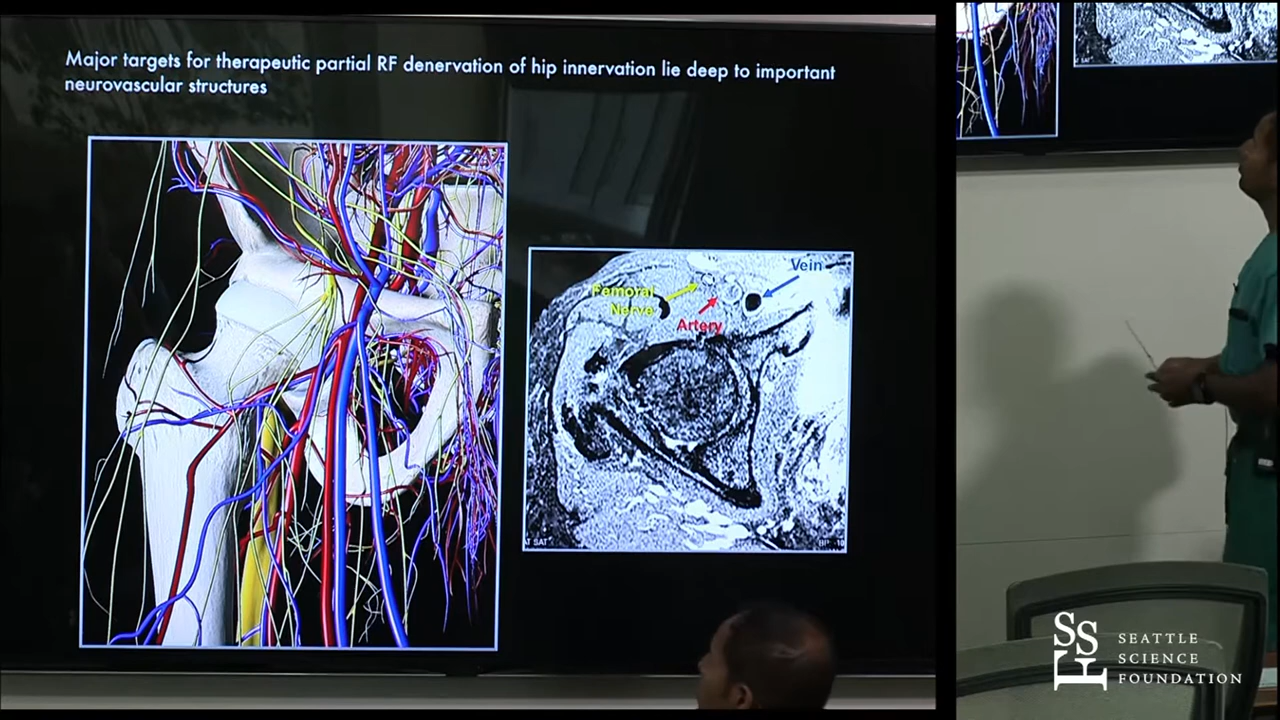 Major targets for therapeutic partial RF denervation of hip innervation lie deep to important
neurovascular structures
Vein
Femoral
Nerve
Artery
SSF
SEATTLE
SCIENCE
FOUNDATION